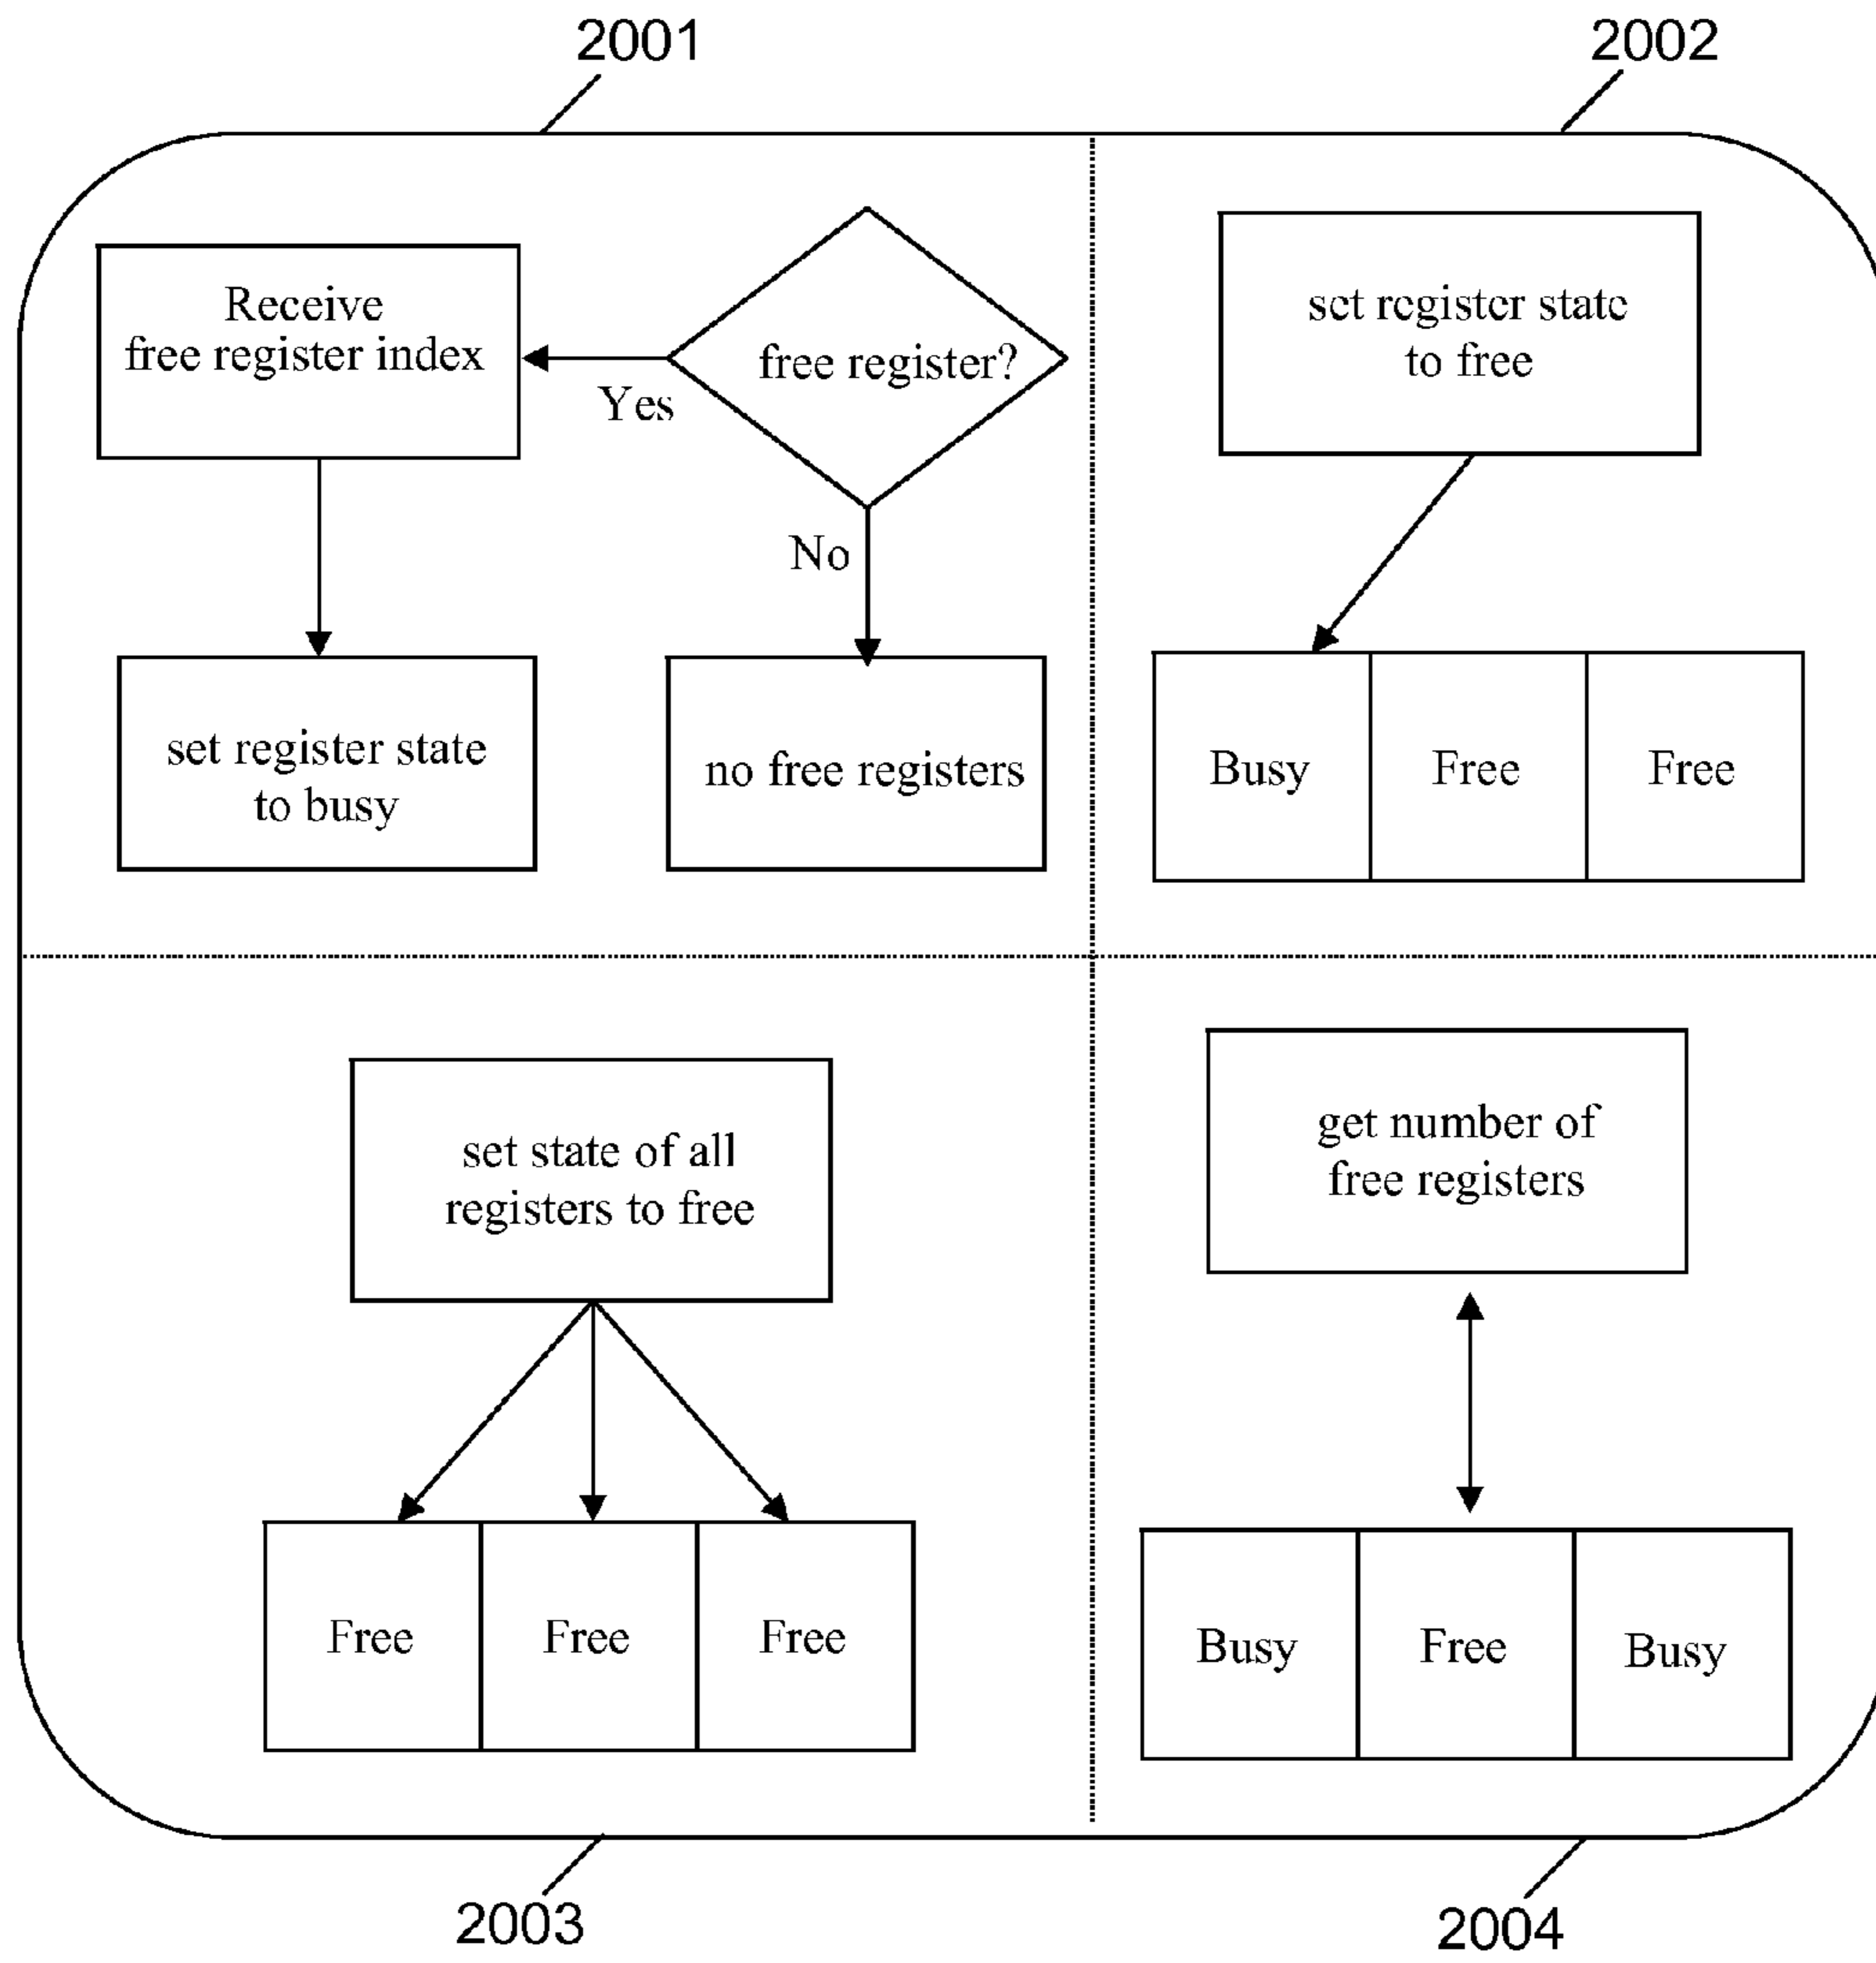 2001
2002
Receive
free register index
free register?
Yes
No
set register state
to busy
no free registers
set register state
to free
Busy
Free
Free
set state of all
registers to free
Free
Free
Free
get number of
free registers
Busy
Free
Busy
2003
2004